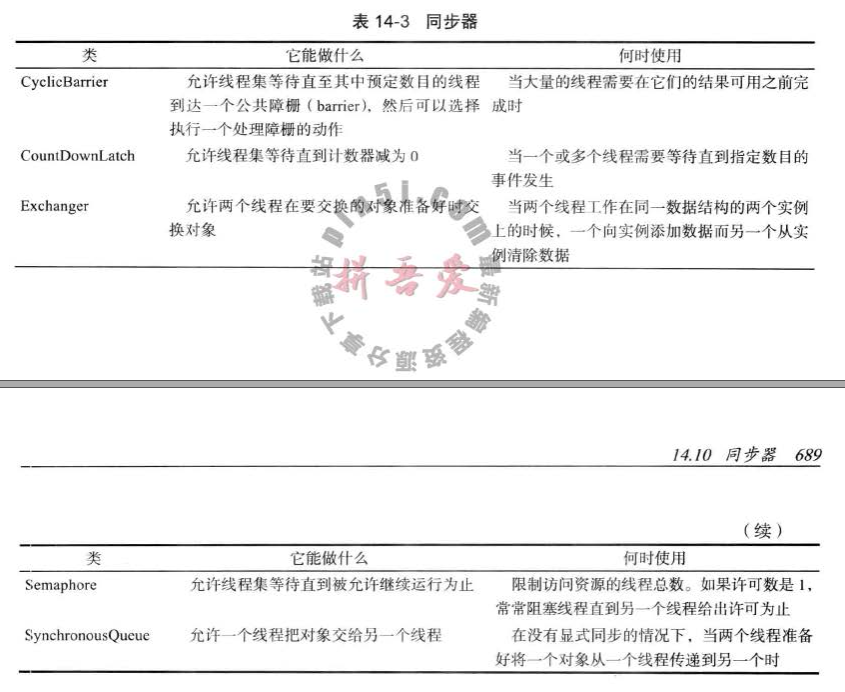 表 14-3 同步器
类 它能做什么 何时使用
CyclicBarrier 允许线程集等待直至其中预定数目的线程 当大量的线程需要在它们的结果可用之前完
到达一个公共障栅（barrier），然后可以选择 成时
执行一个处理障栅的动作
CountDownLatch 允许线程集等待直到计数器减为 0 当一个或多个线程需要等待直到指定数目的
事件发生
Exchanger 允许两个线程在要交换的对象准备好时交 当两个线程工作在同一数据结构的两个实例
换对象 上的时候，一个向实例添加数据而另一个从实
例清除数据
pin5i.Com
拼吾爱
最新编程资源分享下载站
14.10 同步器 689
（续）
类 它能做什么 何时使用
Semaphore 允许线程集等待直到被允许继续运行为止 限制访问资源的线程总数。如果许可数是 1，
常常阻塞线程直到另一个线程给出许可为止
SynchronousQueue 允许一个线程把对象交给另一个线程 在没有显式同步的情况下，当两个线程准备
好将一个对象从一个线程传递到另一个时